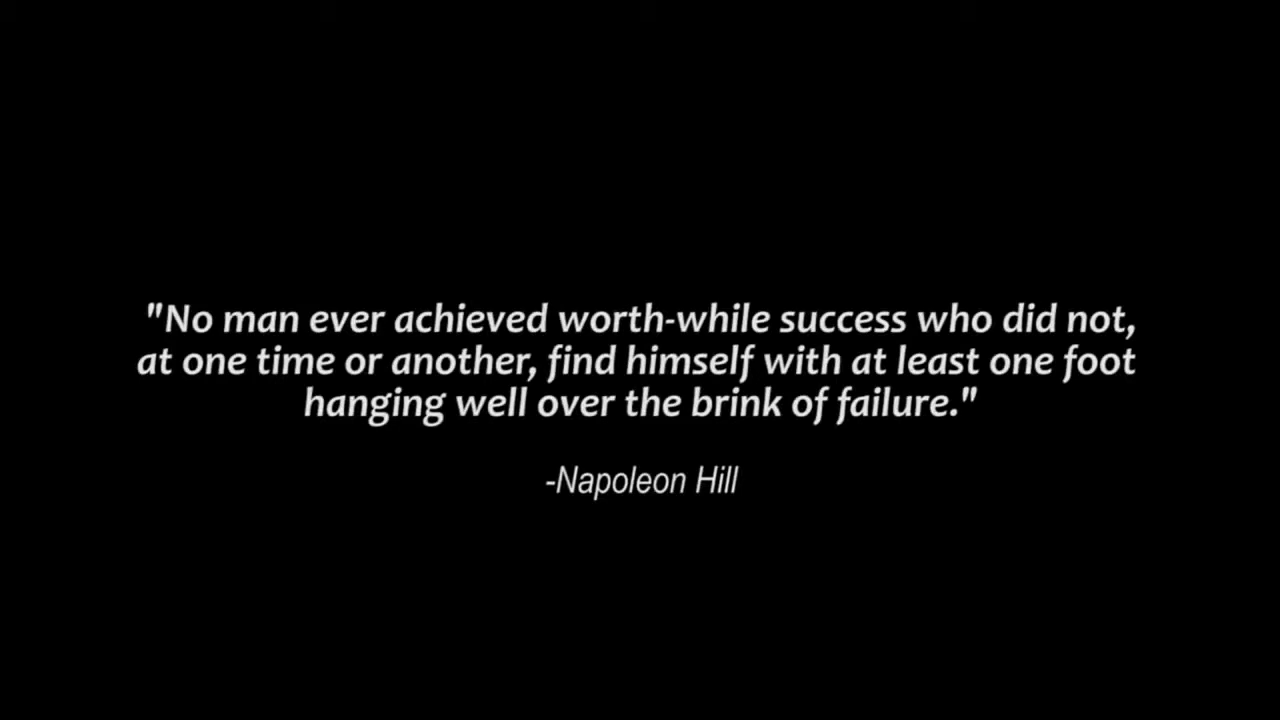 "No man ever achieved worth-while success who did not,
at one time or another, find himself with at least one foot
hanging well over the brink of failure."
-Napoleon Hill